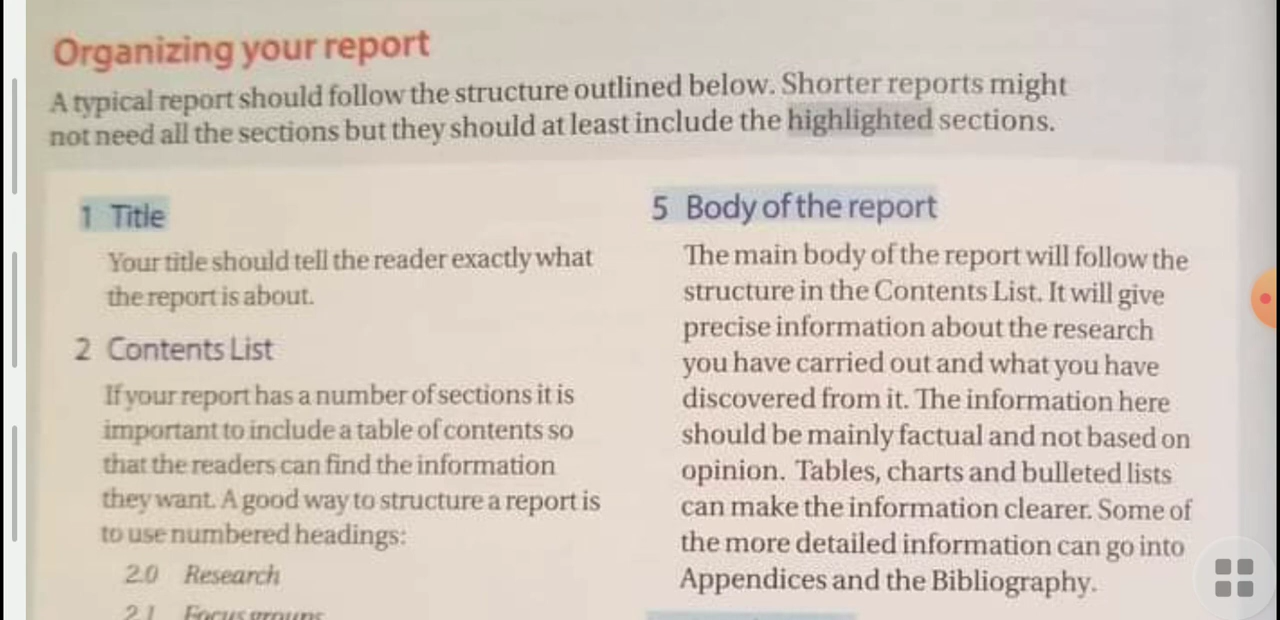 Organizing your report
A typical report should follow the structure outlined below. Shorter reports might
not need all the sections but they should at least include the highlighted sections.
1 Title
Your title should tell the reader exactly what
the report is about.
2 Contents List
If your report has a number of sections it is
important to include a table of contents so
that the readers can find the information
they want. A good way to structure a report is
to use numbered headings:
2.0 Research
2.1 Focus groups
5 Body of the report
The main body of the report will follow the
structure in the Contents List. It will give
precise information about the research
you have carried out and what you have
discovered from it. The information here
should be mainly factual and not based on
opinion. Tables, charts and bulleted lists
can make the information clearer. Some of
the more detailed information can go into
Appendices and the Bibliography.